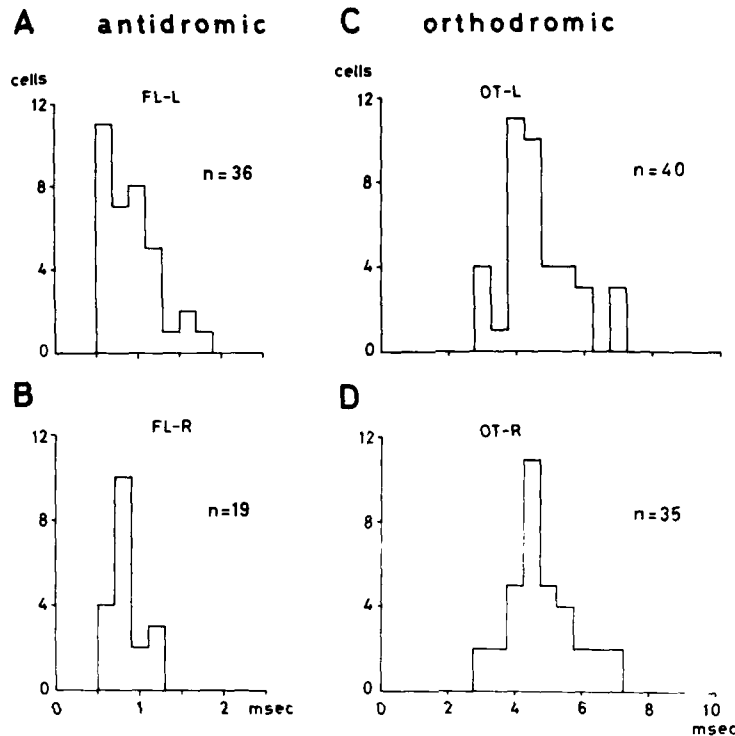 A antidromic
cells
FL-L
n=36
12
8
4
0
B
FL-R
n=19
12
8
4
0
0 1 2 msec
C orthodromic
cells
OT-L
n=40
12
8
4
0
D
OT-R
n=35
12
8
4
0
0 2 4 6 8 10
msec